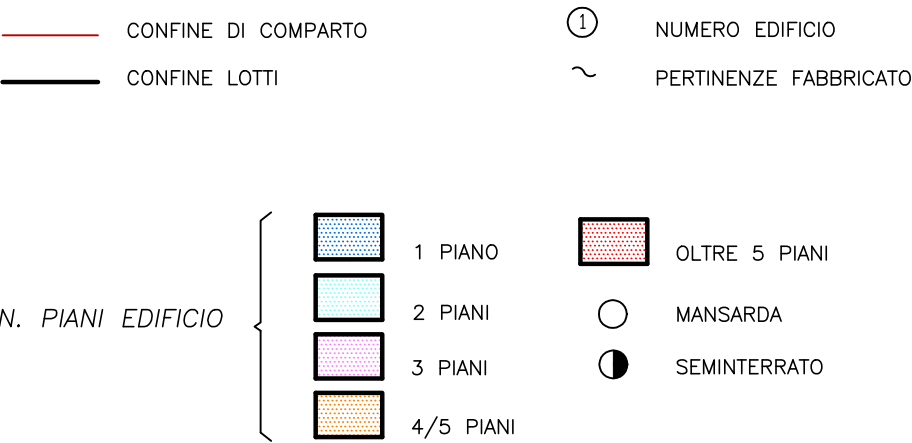 CONFINE DI COMPARTO
CONFINE LOTTI
1 NUMERO EDIFICIO
~ PERTINENZE FABBRICATO
N. PIANI EDIFICIO
1 PIANO
2 PIANI
3 PIANI
4/5 PIANI
OLTRE 5 PIANI
MANSARDA
SEMINTERRATO